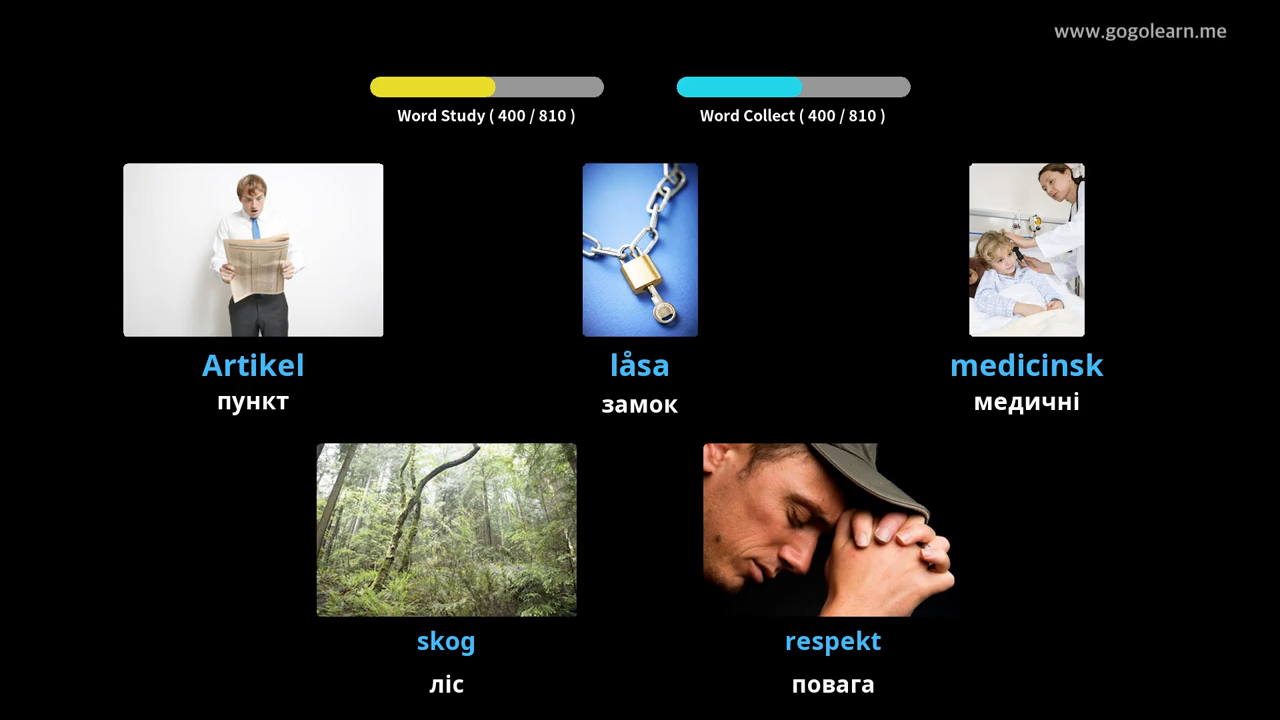 www.gogolearn.me
Word Study ( 400 / 810 )
Word Collect ( 400 / 810 )
Artikel
пункт
låsa
замок
medicinsk
медичні
skog
ліс
respekt
повага